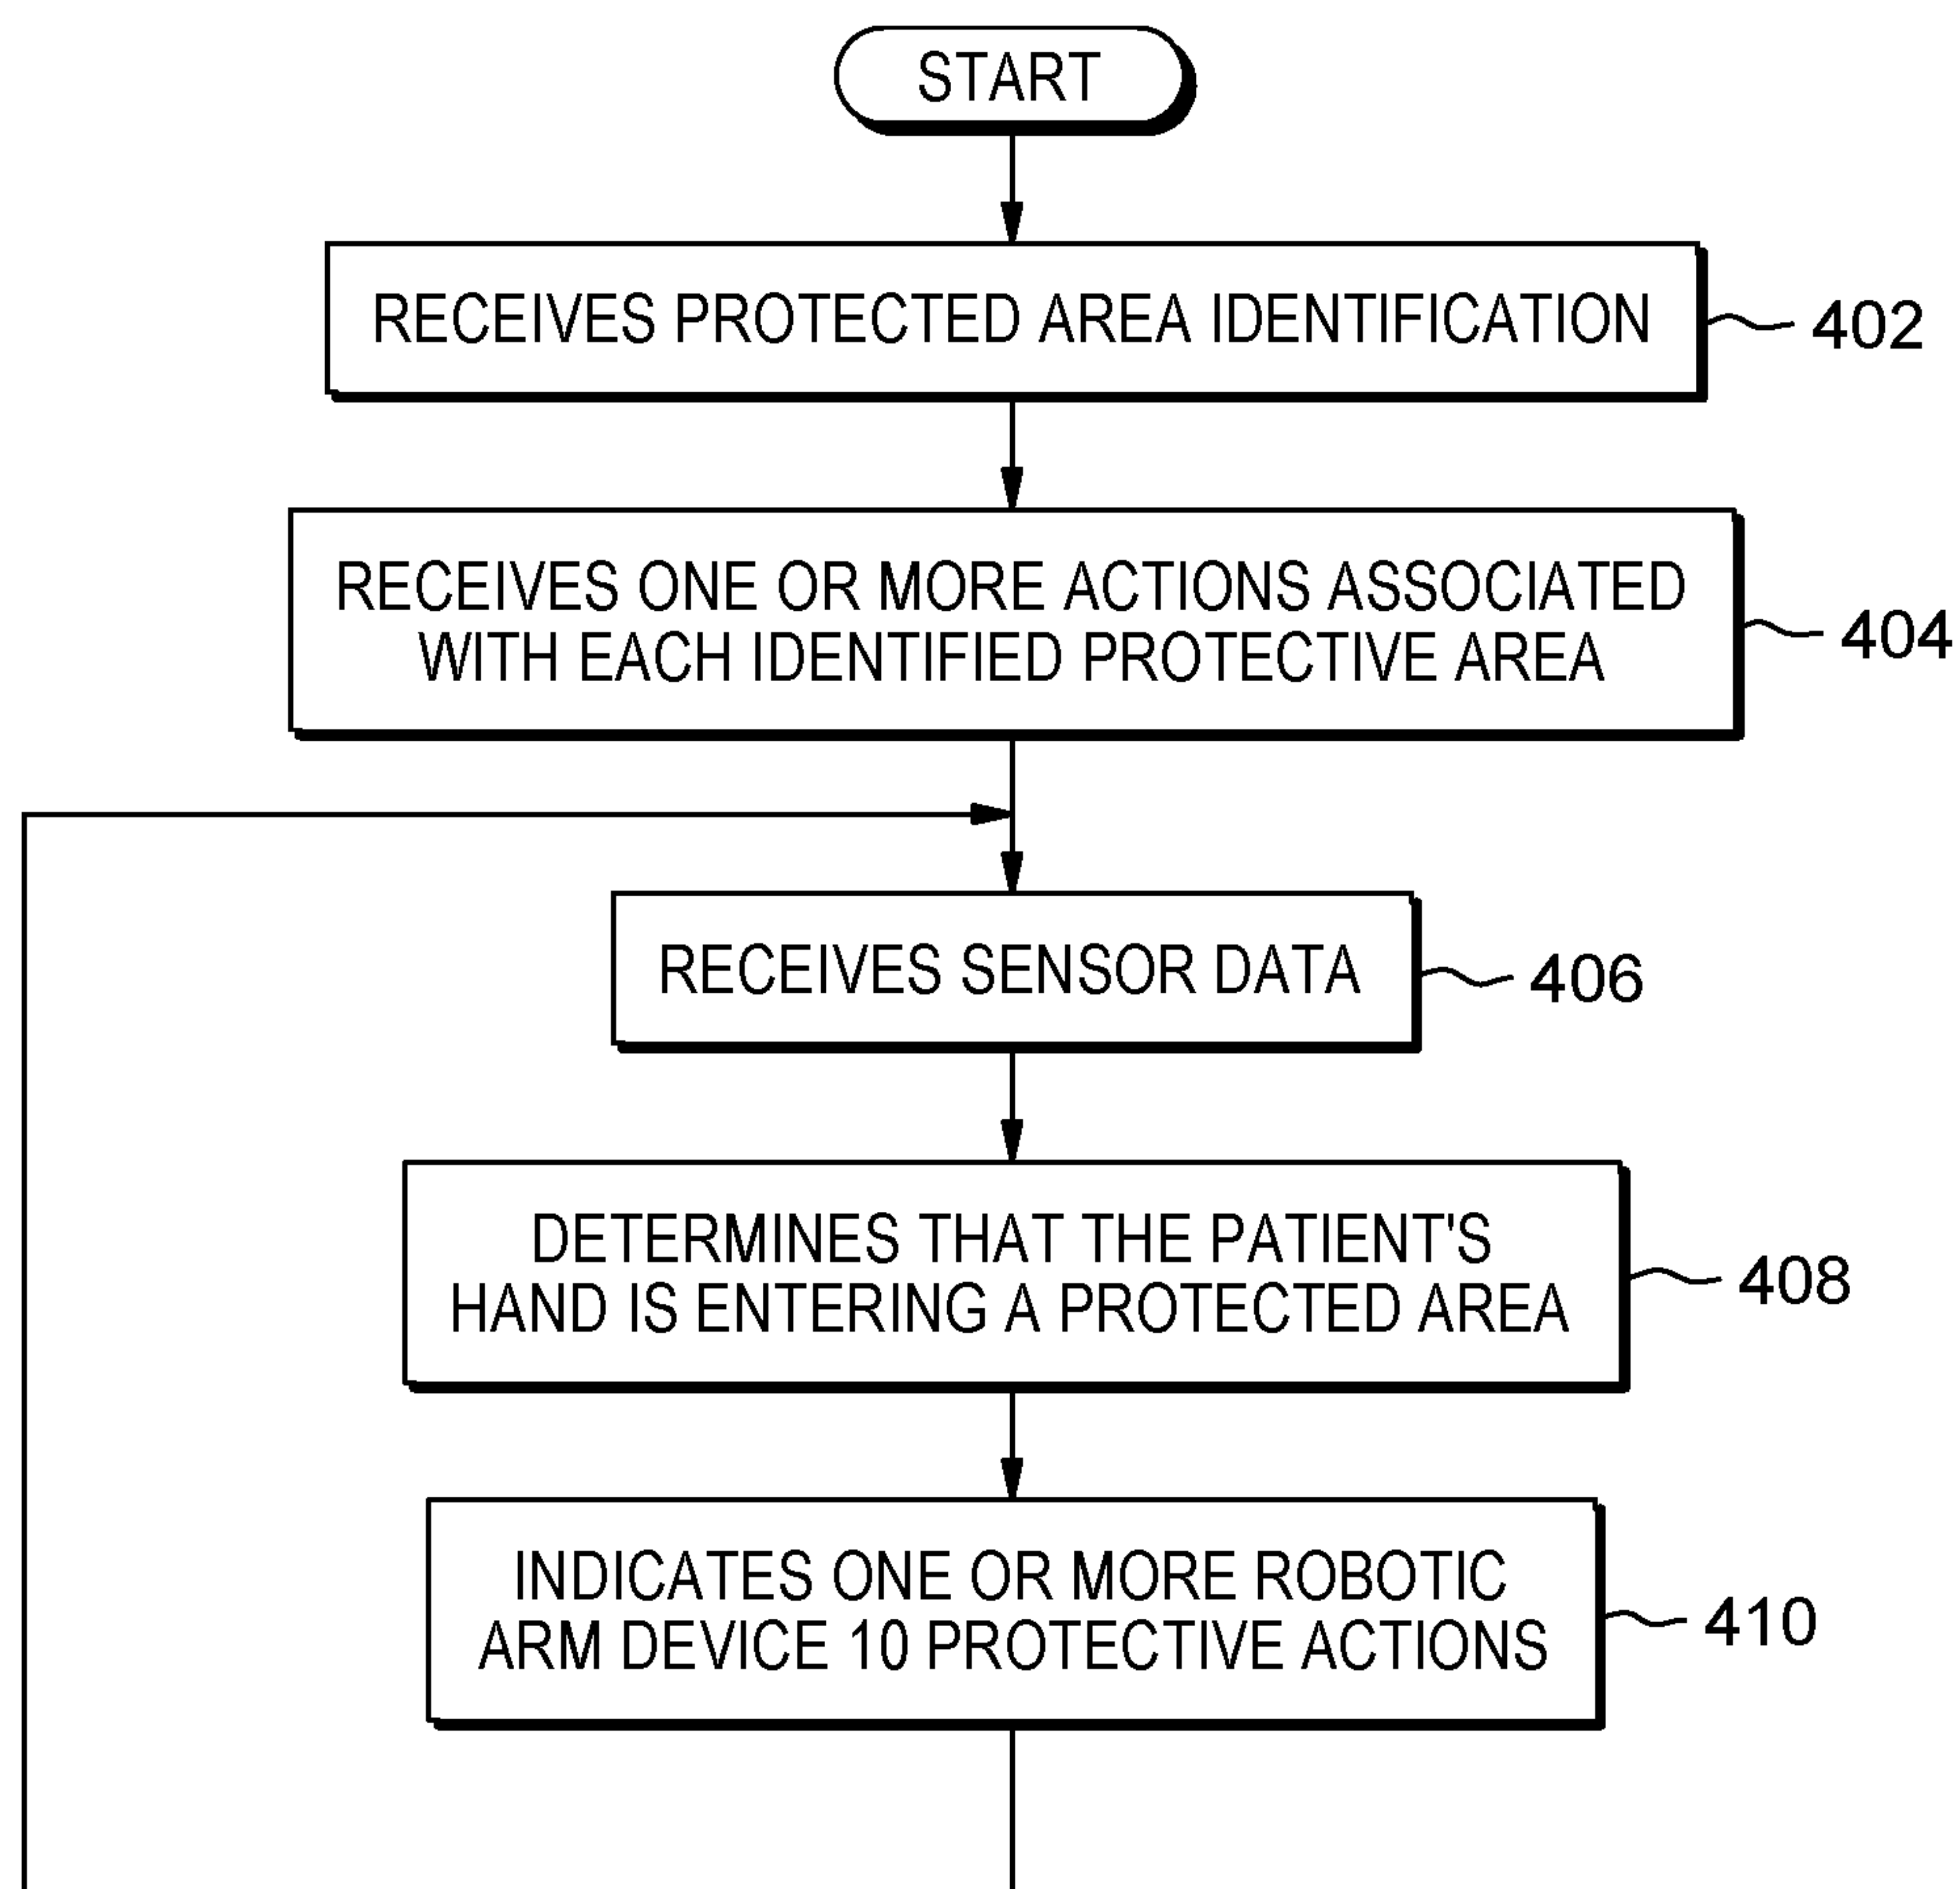 START
RECEIVES PROTECTED AREA IDENTIFICATION
402
RECEIVES ONE OR MORE ACTIONS ASSOCIATED
WITH EACH IDENTIFIED PROTECTIVE AREA
404
RECEIVES SENSOR DATA
406
DETERMINES THAT THE PATIENT'S
HAND IS ENTERING A PROTECTED AREA
408
INDICATES ONE OR MORE ROBOTIC
ARM DEVICE 10 PROTECTIVE ACTIONS
410